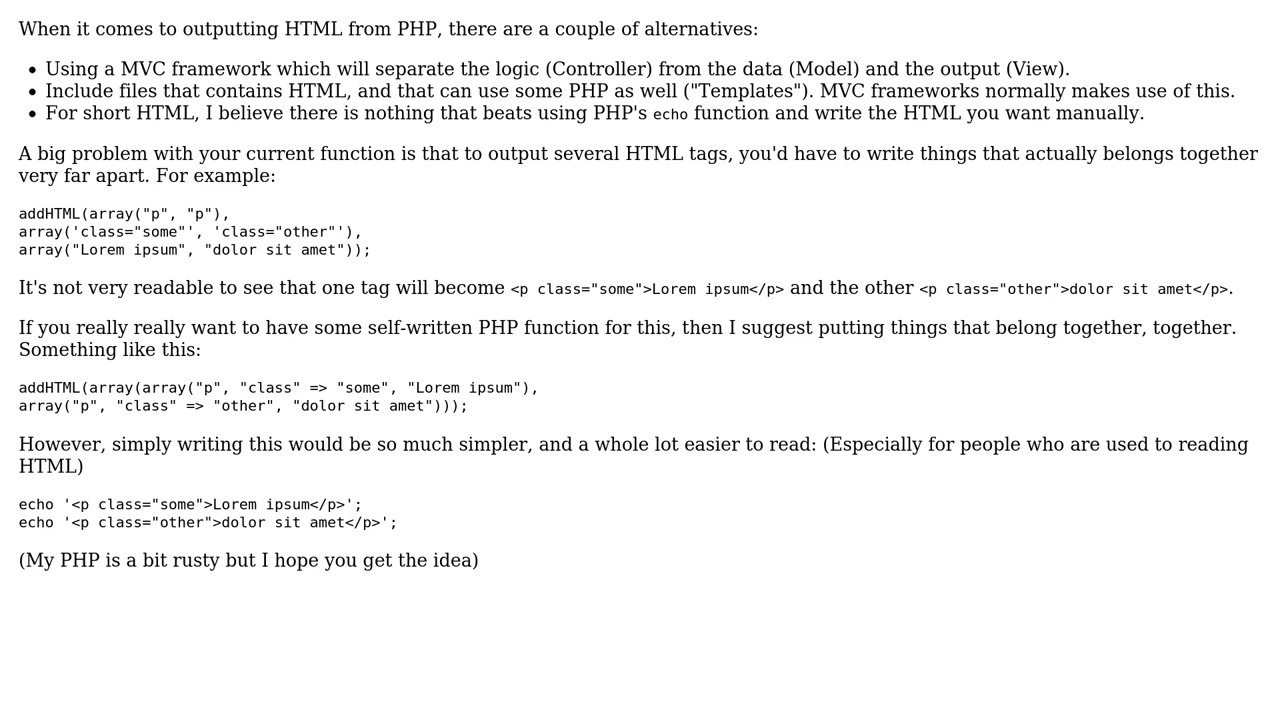 When it comes to outputting HTML from PHP, there are a couple of alternatives:
• Using a MVC framework which will separate the logic (Controller) from the data (Model) and the output (View).
• Include files that contains HTML, and that can use some PHP as well ("Templates"). MVC frameworks normally makes use of this.
• For short HTML, I believe there is nothing that beats using PHP's echo function and write the HTML you want manually.
A big problem with your current function is that to output several HTML tags, you'd have to write things that actually belongs together
very far apart. For example:
addHTML(array("p", "p"),
array('class="some"', 'class="other"'),
array("Lorem ipsum", "dolor sit amet"));
It's not very readable to see that one tag will become <p class="some">Lorem ipsum</p> and the other <p class="other">dolor sit amet</p>.
If you really really want to have some self-written PHP function for this, then I suggest putting things that belong together, together.
Something like this:
addHTML(array(array("p", "class" => "some", "Lorem ipsum"),
array("p", "class" => "other", "dolor sit amet")));
However, simply writing this would be so much simpler, and a whole lot easier to read: (Especially for people who are used to reading
HTML)
echo '<p class="some">Lorem ipsum</p>';
echo '<p class="other">dolor sit amet</p>';
(My PHP is a bit rusty but I hope you get the idea)